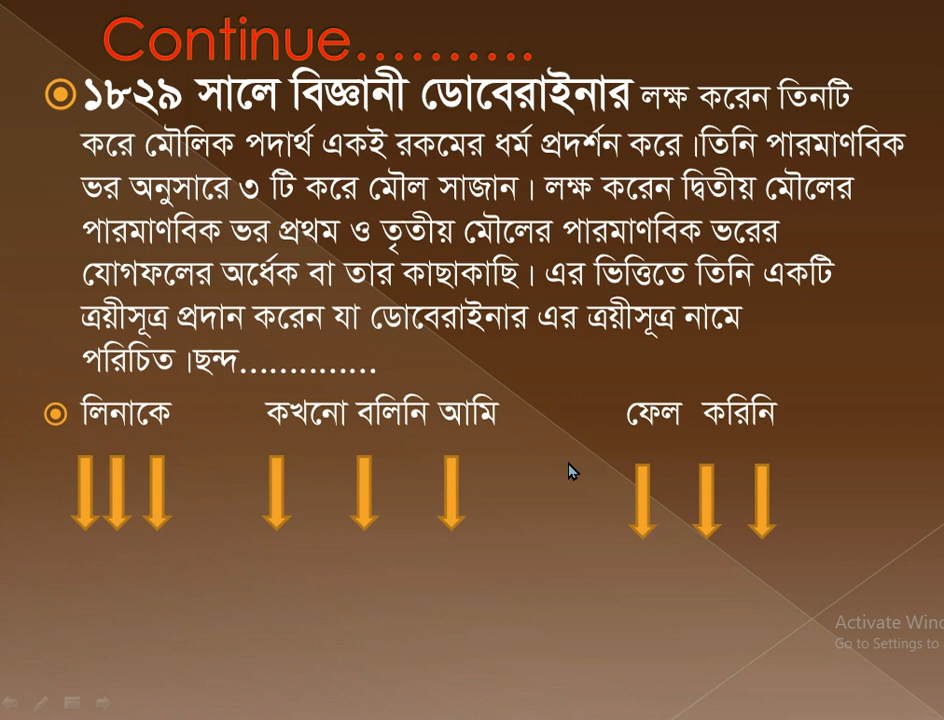 Continue..........
১৮২৯ সালে বিজ্ঞানী ডোবেরাইনার লক্ষ করেন তিনটি
করে মৌলিক পদার্থ একই রকমের ধর্ম প্রদর্শন করে।তিনি পারমাণবিক
ভর অনুসারে ৩ টি করে মৌল সাজান। লক্ষ করেন দ্বিতীয় মৌলের
পারমাণবিক ভর প্রথম ও তৃতীয় মৌলের পারমাণবিক ভরের
যোগফলের অর্ধেক বা তার কাছাকাছি। এর ভিত্তিতে তিনি একটি
ত্রয়ীসূত্র প্রদান করেন যা ডোবেরাইনার এর ত্রয়ীসূত্র নামে
পরিচিত।ছন্দ..............
লিনাকে কখনো বলিনি আমি ফেল করিনি
Activate Wind
Go to Settings to